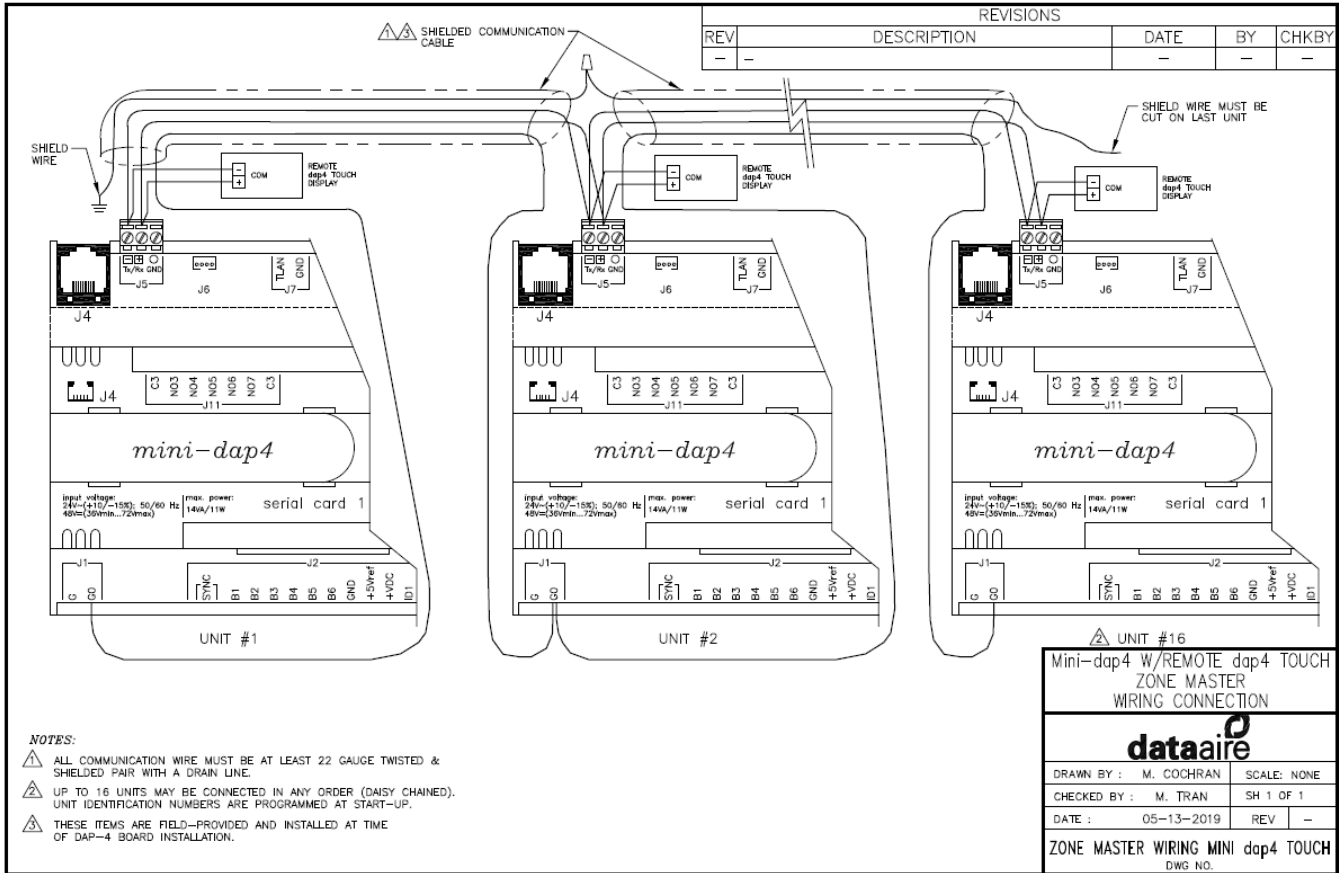 REVISIONS
REV DESCRIPTION DATE BY CHKBY
– – – – –
1 3 SHIELDED COMMUNICATION
CABLE
SHIELD WIRE MUST BE
CUT ON LAST UNIT
SHIELD
WIRE
– COM
+
REMOTE
dap4 TOUCH
DISPLAY
– COM
+
REMOTE
dap4 TOUCH
DISPLAY
– COM
+
REMOTE
dap4 TOUCH
DISPLAY
– +
Tx/Rx GND
J5
J6
TLAN
GND
J7
J4
J4
C3 NO3 NO4 NO5 NO6 NO7 C3
J11
mini-dap4
input voltage:
24V~(+10/-15%); 50/60 Hz
48V=(36Vmin...72Vmax)
max. power:
14VA/11W
serial card 1
J1
J2
G G0 SYNC B1 B2 B3 B4 B5 B6 GND +5Vref +VDC ID1
UNIT #1
– +
Tx/Rx GND
J5
J6
TLAN
GND
J7
J4
J4
C3 NO3 NO4 NO5 NO6 NO7 C3
J11
mini-dap4
input voltage:
24V~(+10/-15%); 50/60 Hz
48V=(36Vmin...72Vmax)
max. power:
14VA/11W
serial card 1
J1
J2
G G0 SYNC B1 B2 B3 B4 B5 B6 GND +5Vref +VDC ID1
UNIT #2
– +
Tx/Rx GND
J5
J6
TLAN
GND
J7
J4
J4
C3 NO3 NO4 NO5 NO6 NO7 C3
J11
mini-dap4
input voltage:
24V~(+10/-15%); 50/60 Hz
48V=(36Vmin...72Vmax)
max. power:
14VA/11W
serial card 1
J1
J2
G G0 SYNC B1 B2 B3 B4 B5 B6 GND +5Vref +VDC ID1
2 UNIT #16
NOTES:
1 ALL COMMUNICATION WIRE MUST BE AT LEAST 22 GAUGE TWISTED &
SHIELDED PAIR WITH A DRAIN LINE.
2 UP TO 16 UNITS MAY BE CONNECTED IN ANY ORDER (DAISY CHAINED).
UNIT IDENTIFICATION NUMBERS ARE PROGRAMMED AT START-UP.
3 THESE ITEMS ARE FIELD-PROVIDED AND INSTALLED AT TIME
OF DAP-4 BOARD INSTALLATION.
Mini-dap4 W/REMOTE dap4 TOUCH
ZONE MASTER
WIRING CONNECTION
dataaire
DRAWN BY : M. COCHRAN SCALE: NONE
CHECKED BY : M. TRAN SH 1 OF 1
DATE : 05-13-2019 REV –
ZONE MASTER WIRING MINI dap4 TOUCH
DWG NO.